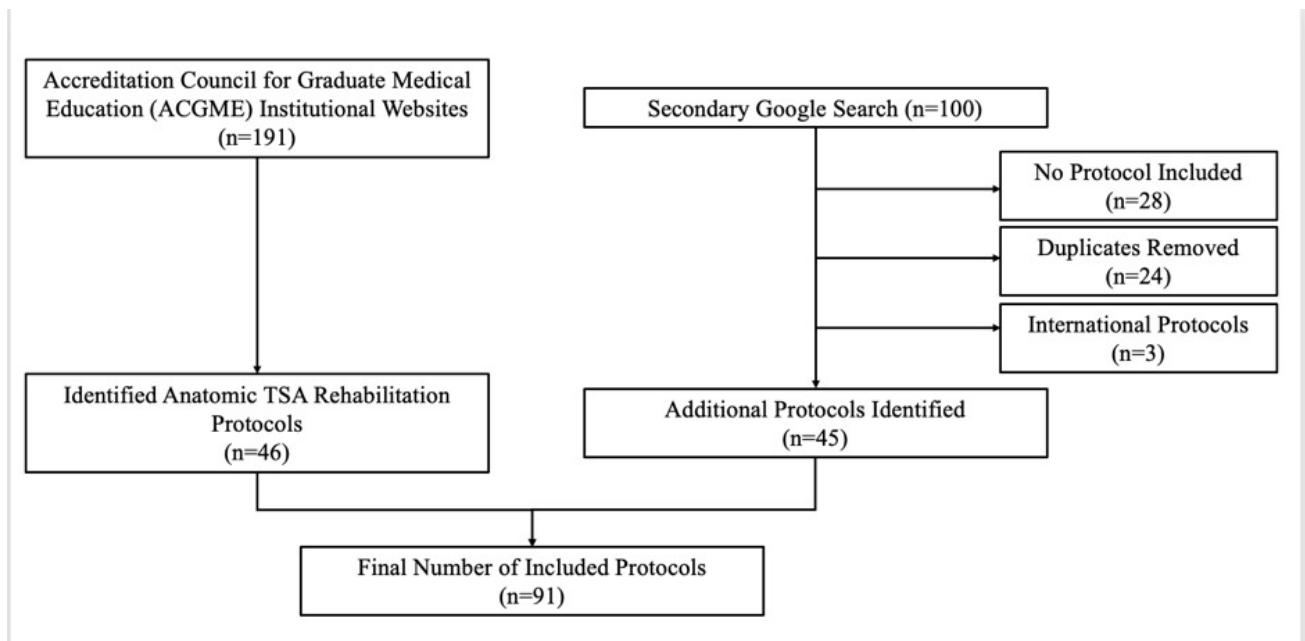 Accreditation Council for Graduate Medical
Education (ACGME) Institutional Websites
(n=191)
Secondary Google Search (n=100)
No Protocol Included
(n=28)
Duplicates Removed
(n=24)
International Protocols
(n=3)
Identified Anatomic TSA Rehabilitation
Protocols
(n=46)
Additional Protocols Identified
(n=45)
Final Number of Included Protocols
(n=91)